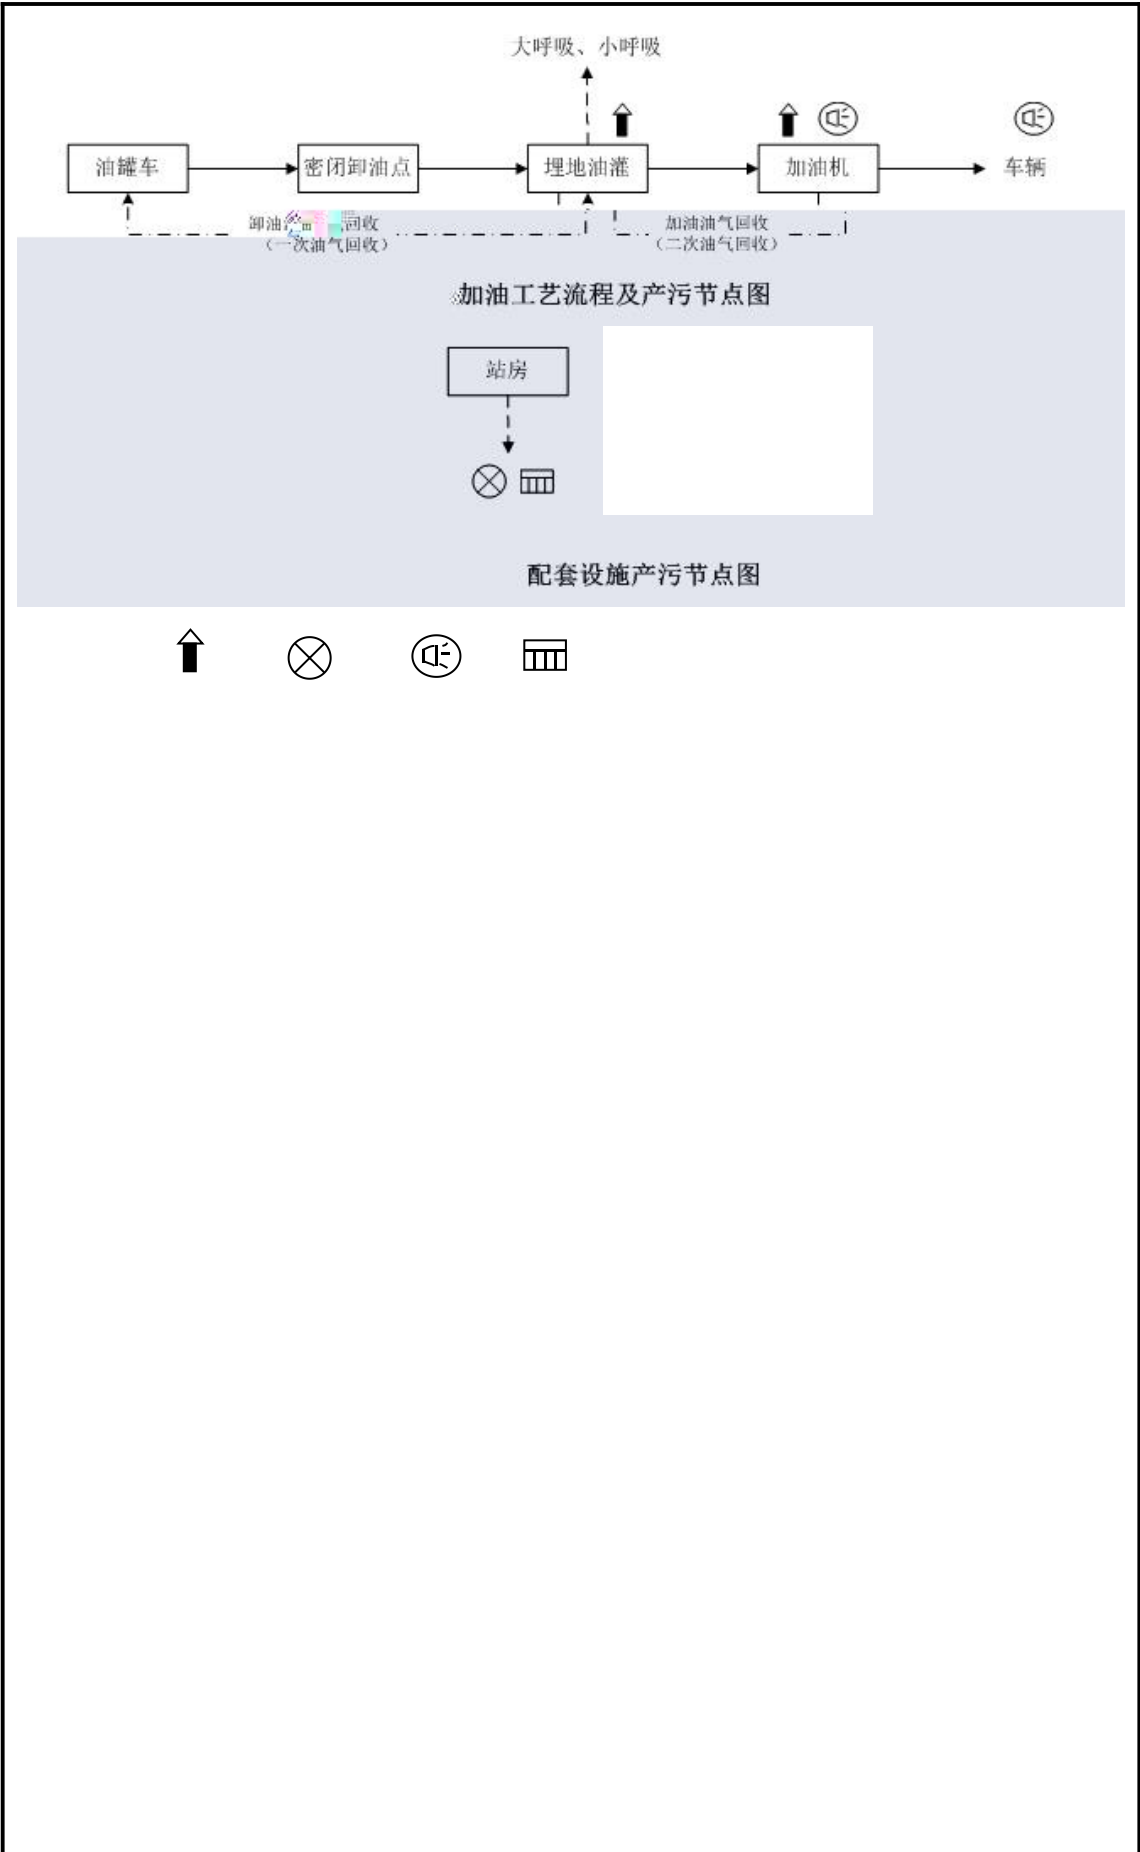 大呼吸、小呼吸
油罐车
密闭卸油点
埋地油灌
加油机
车辆
卸油 回收
(一次油气回收)
加油油气回收
(二次油气回收)
加油工艺流程及产污节点图
站房
配套设施产污节点图